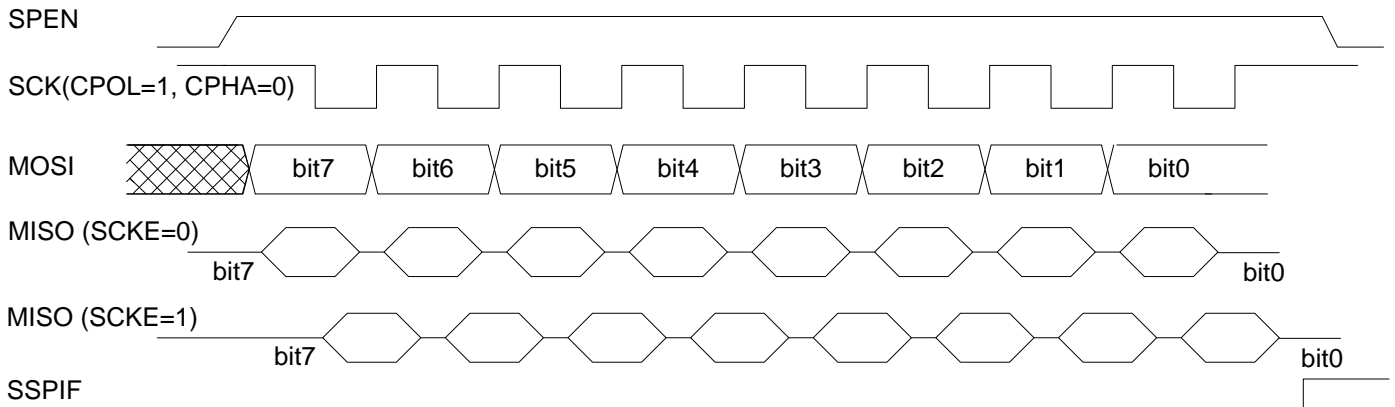 SPEN
SCK(CPOL=1, CPHA=0)
MOSI bit7 bit6 bit5 bit4 bit3 bit2 bit1 bit0
MISO (SCKE=0)
bit7 bit0
MISO (SCKE=1)
bit7 bit0
SSPIF